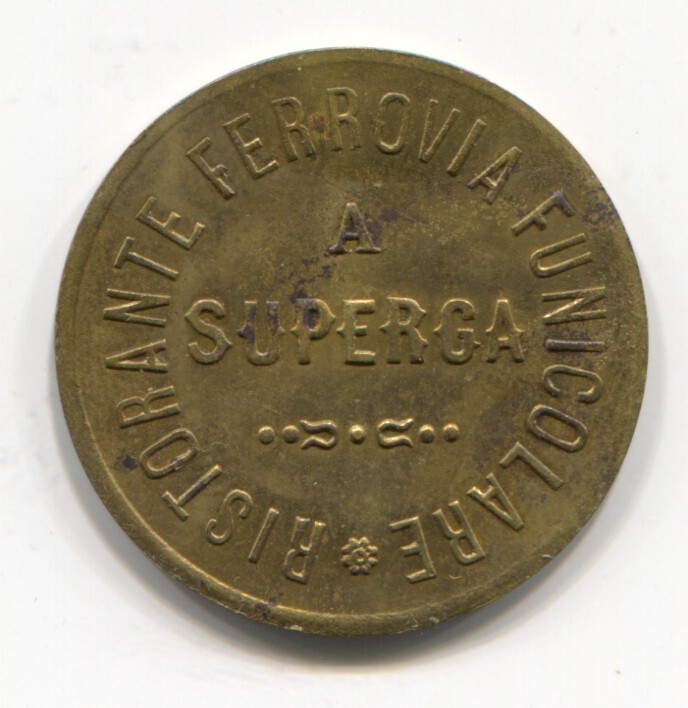 RISTORANTE FERROVIA FUNICOLARE
A
SUPERGA